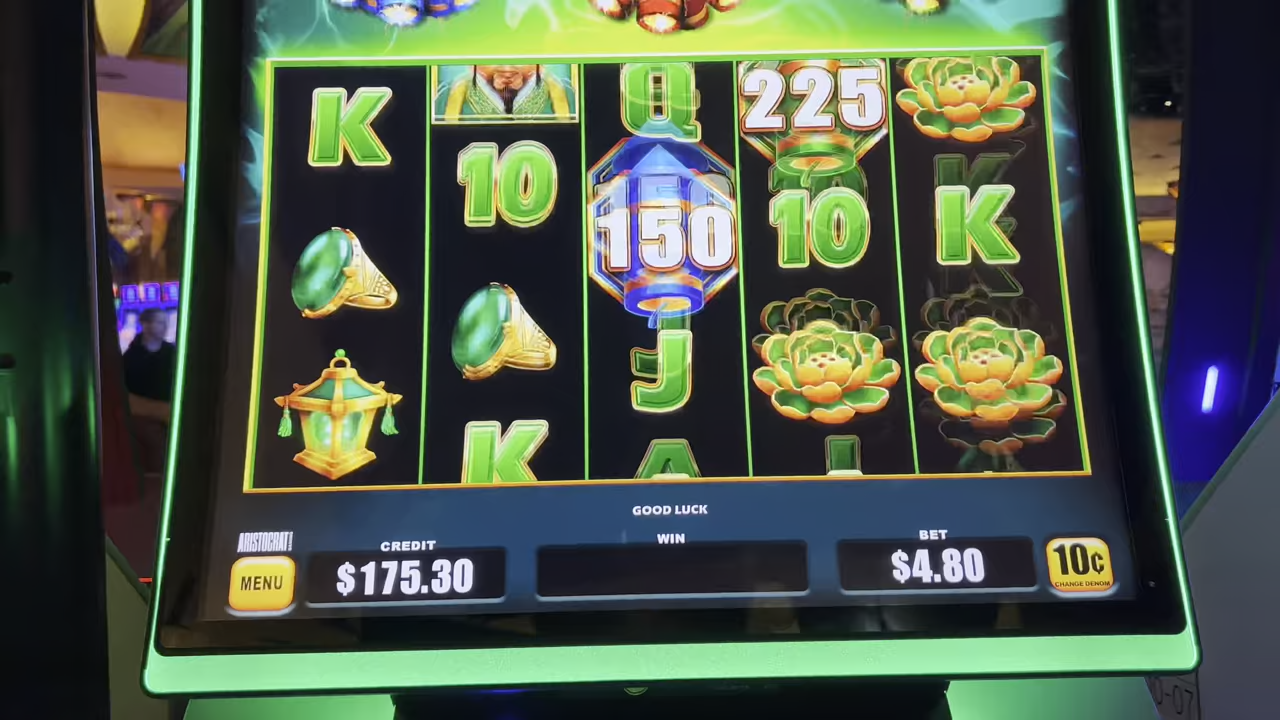 K
Q
225
10
150
10
K
J
K
A
GOOD LUCK
ARISTOCRAT
CREDIT
WIN
BET
MENU
$175.30
$4.80
10¢
CHANGE DENOM